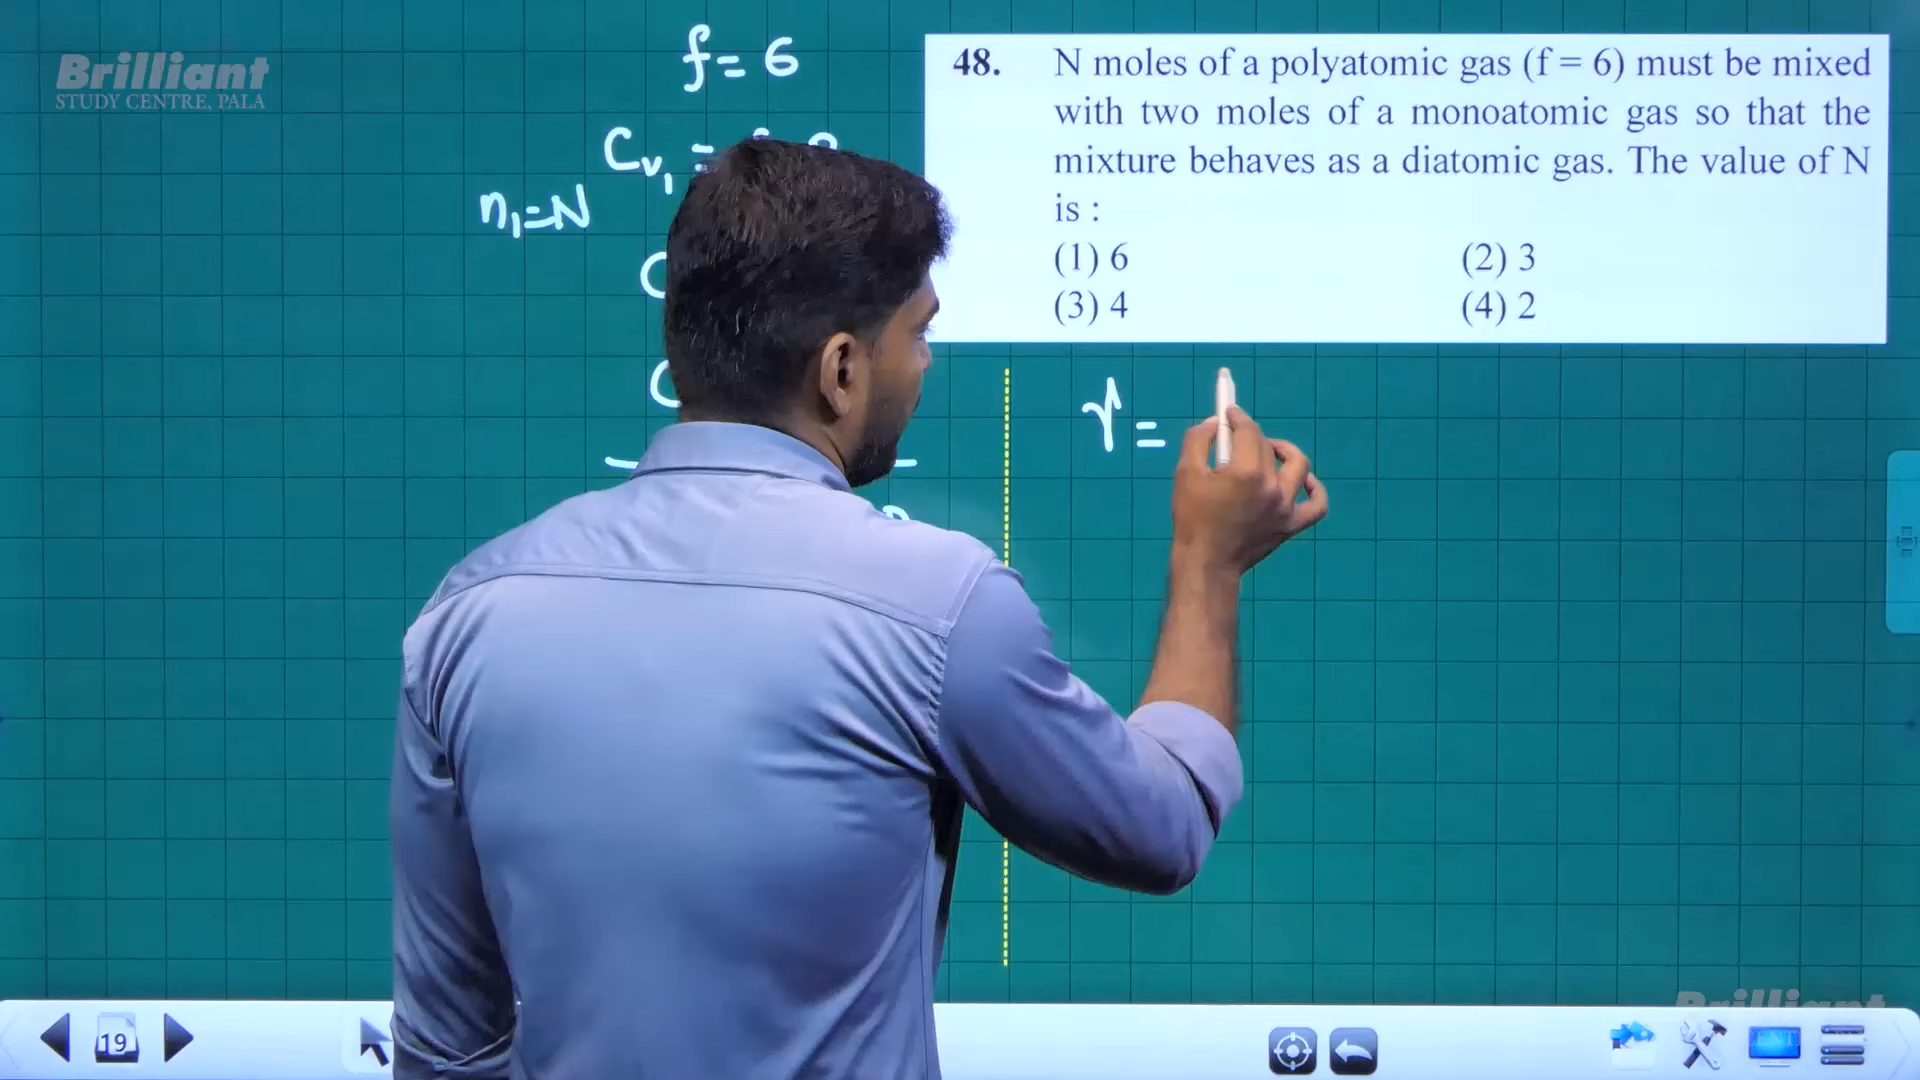 Brilliant
STUDY CENTRE, PALA
f = 6
Cv₁ =
n₁ = N
48. N moles of a polyatomic gas (f = 6) must be mixed
with two moles of a monoatomic gas so that the
mixture behaves as a diatomic gas. The value of N
is :
(1) 6 (2) 3
(3) 4 (4) 2
γ =
19
Brilliant